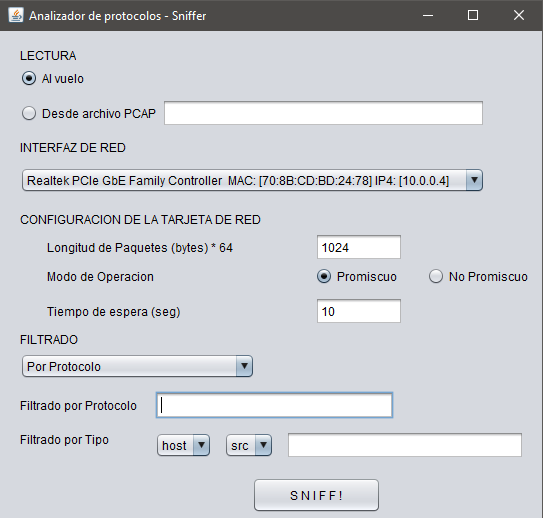 Analizador de protocolos - Sniffer
LECTURA
Al vuelo
Desde archivo PCAP
INTERFAZ DE RED
Realtek PCIe GbE Family Controller MAC: [70:8B:CD:BD:24:78] IP4: [10.0.0.4]
CONFIGURACION DE LA TARJETA DE RED
Longitud de Paquetes (bytes) * 64 1024
Modo de Operacion Promiscuo No Promiscuo
Tiempo de espera (seg) 10
FILTRADO
Por Protocolo
Filtrado por Protocolo
Filtrado por Tipo host src
S N I F F !